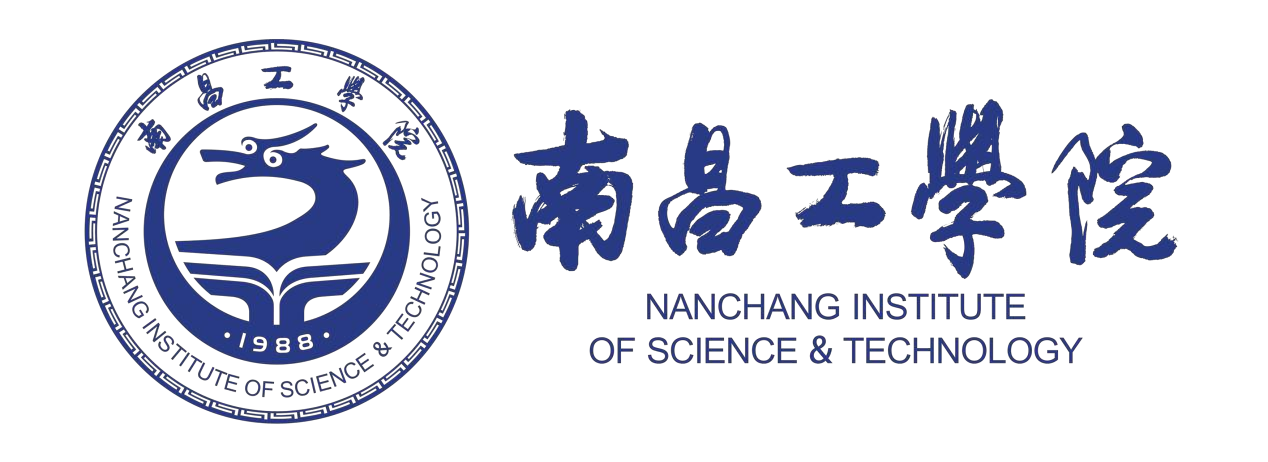 南昌工學院
NANCHANG INSTITUTE OF SCIENCE & TECHNOLOGY
·1988·
南昌工學院
NANCHANG INSTITUTE
OF SCIENCE & TECHNOLOGY